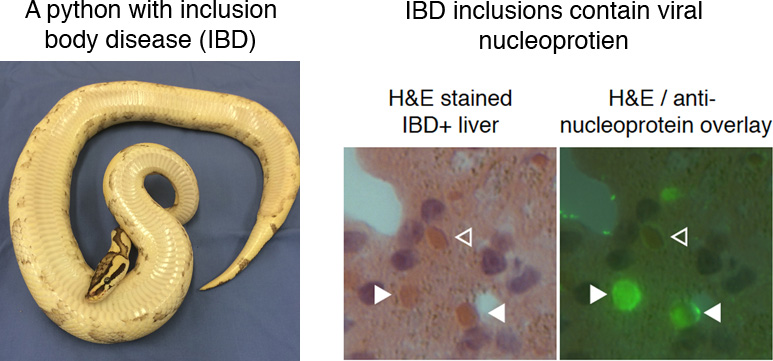 A python with inclusion
body disease (IBD)
IBD inclusions contain viral
nucleoprotien
H&E stained
IBD+ liver
H&E / anti-
nucleoprotein overlay